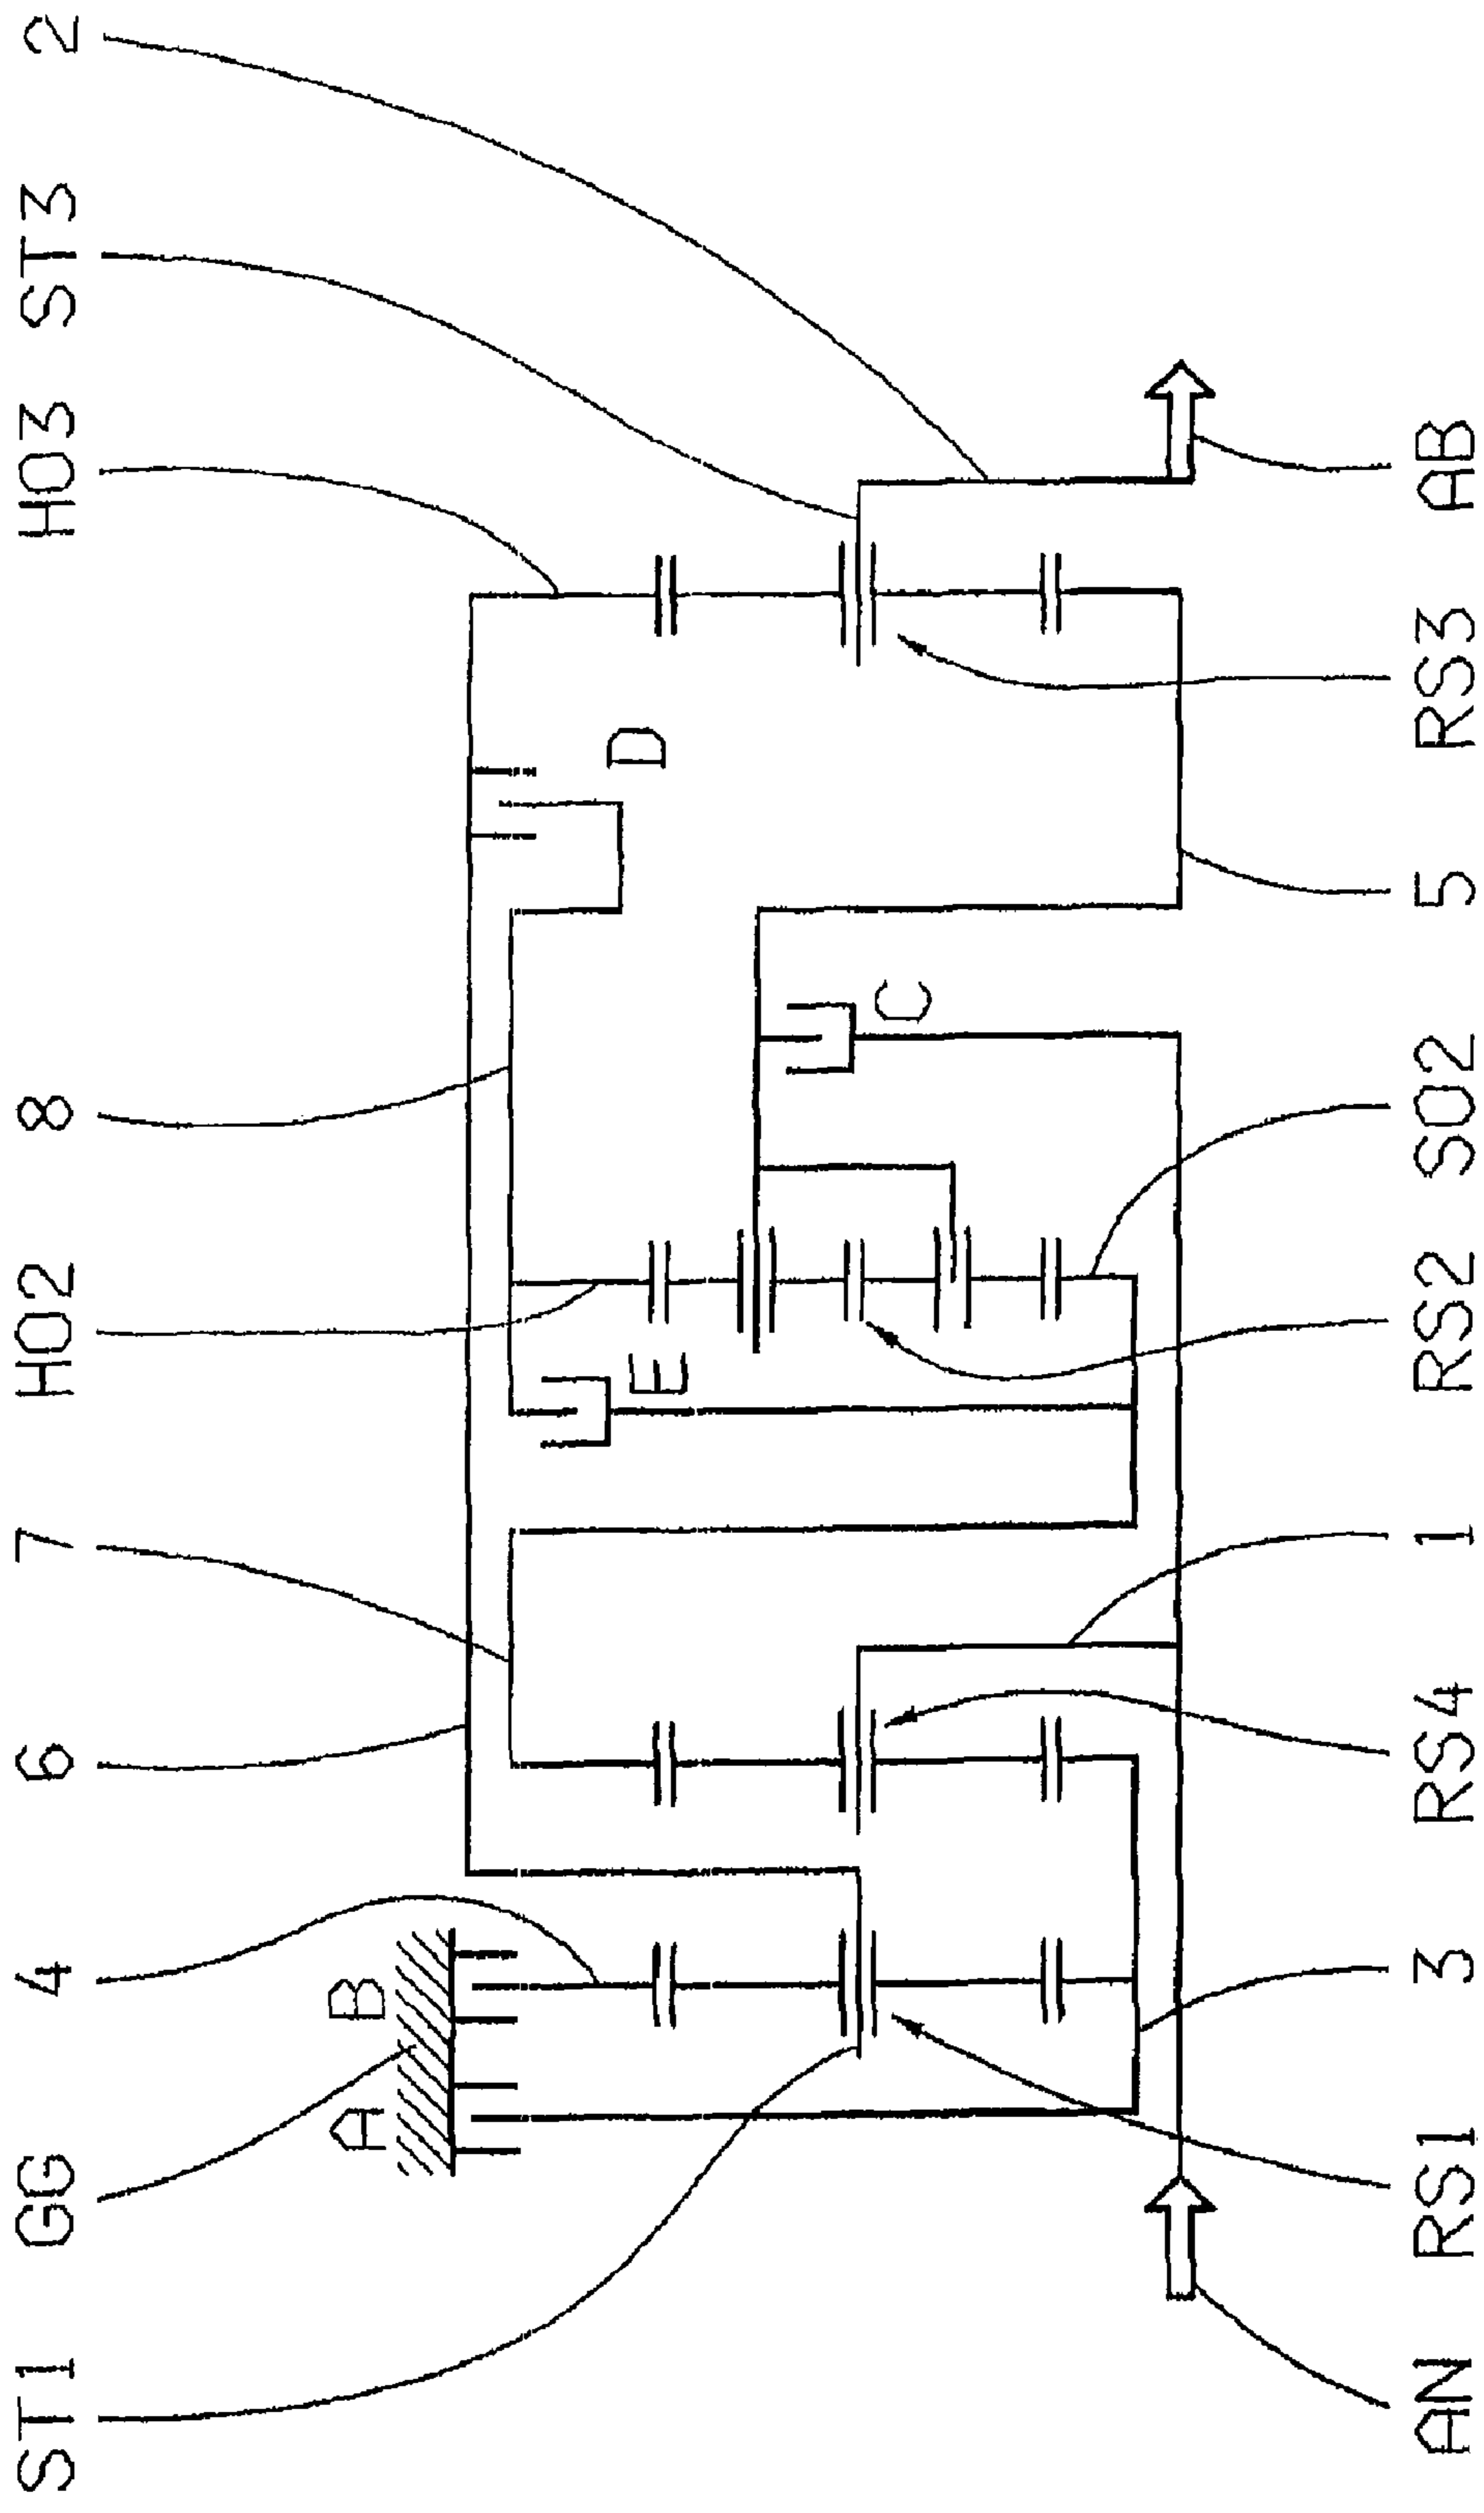 ST1 GG 4 6 7 HO2 8 HO3 ST3 2
A B
E D
C
AN RS1 3 RS4 1 RS2 SO2 5 RS3 AB